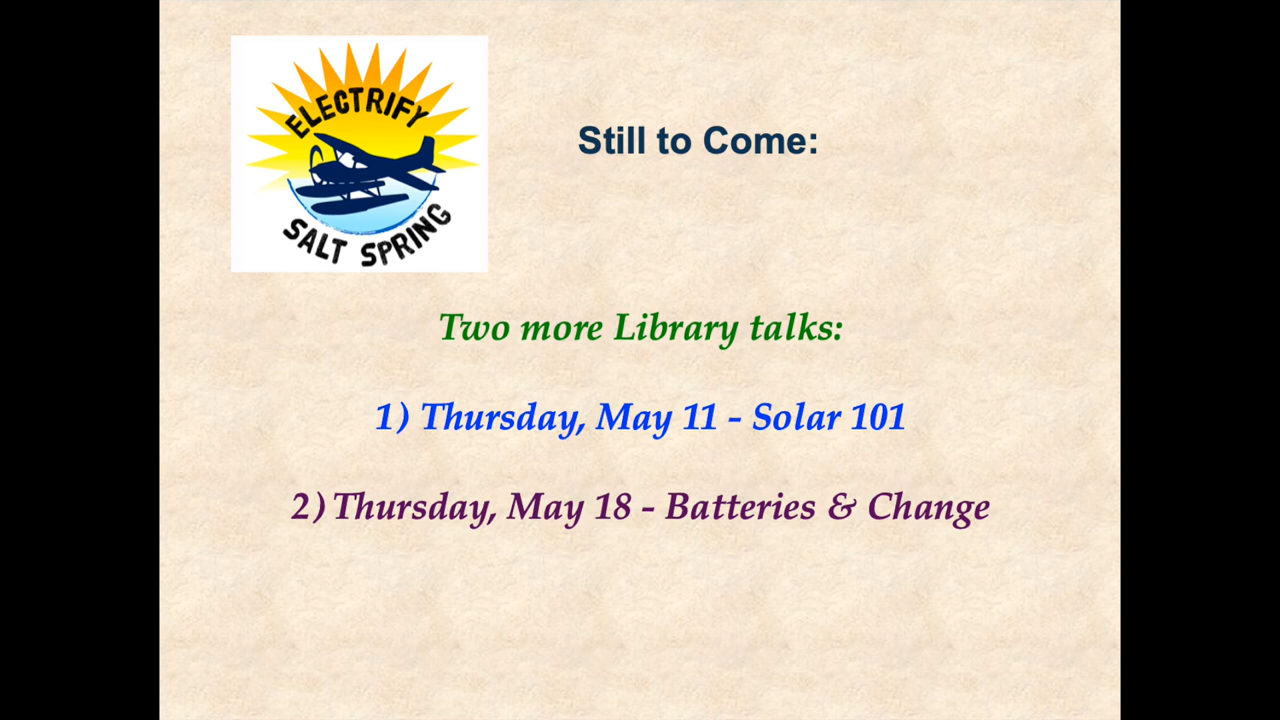 ELECTRIFY
SALT SPRING
Still to Come:
Two more Library talks:
1) Thursday, May 11 - Solar 101
2) Thursday, May 18 - Batteries & Change